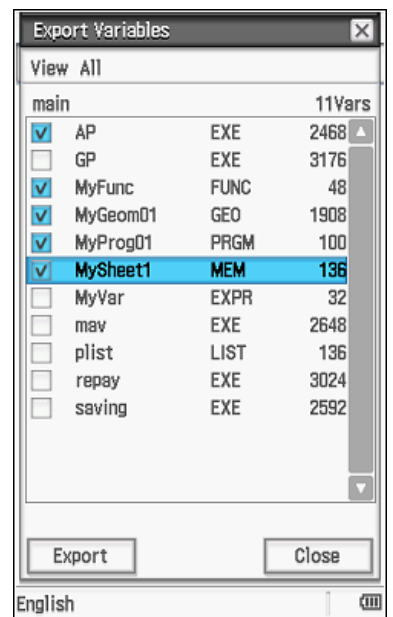 Export Variables
View All
main 11Vars
AP EXE 2468
GP EXE 3176
MyFunc FUNC 48
MyGeom01 GEO 1908
MyProg01 PRGM 100
MySheet1 MEM 136
MyVar EXPR 32
mav EXE 2648
plist LIST 136
repay EXE 3024
saving EXE 2592
Export Close
English